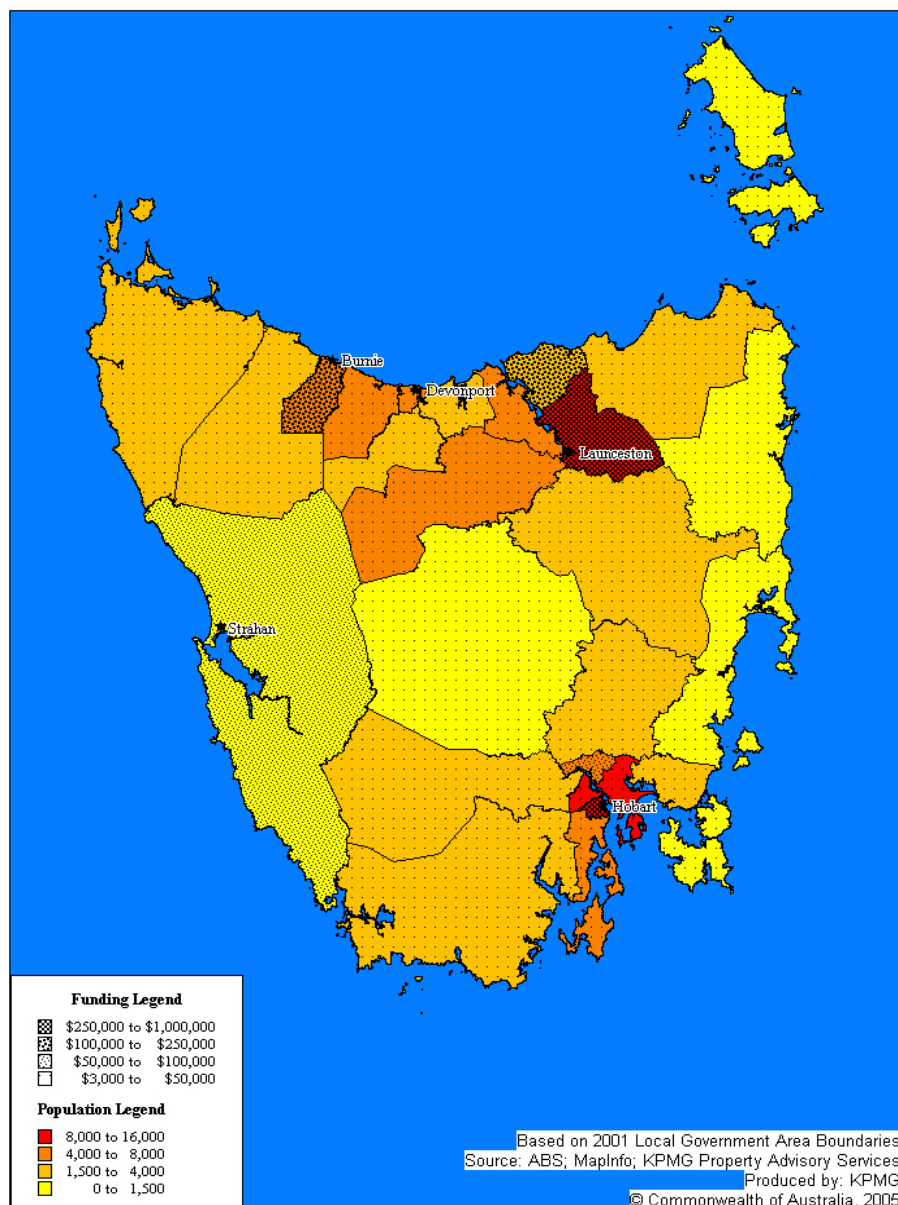 Burnie
Devonport
Launceston
Strahan
Hobart
Funding Legend
$250,000 to $1,000,000
$100,000 to $250,000
$50,000 to $100,000
$3,000 to $50,000
Population Legend
8,000 to 16,000
4,000 to 8,000
1,500 to 4,000
0 to 1,500
Based on 2001 Local Government Area Boundaries
Source: ABS; MapInfo; KPMG Property Advisory Services
Produced by: KPMG
© Commonwealth of Australia, 2005